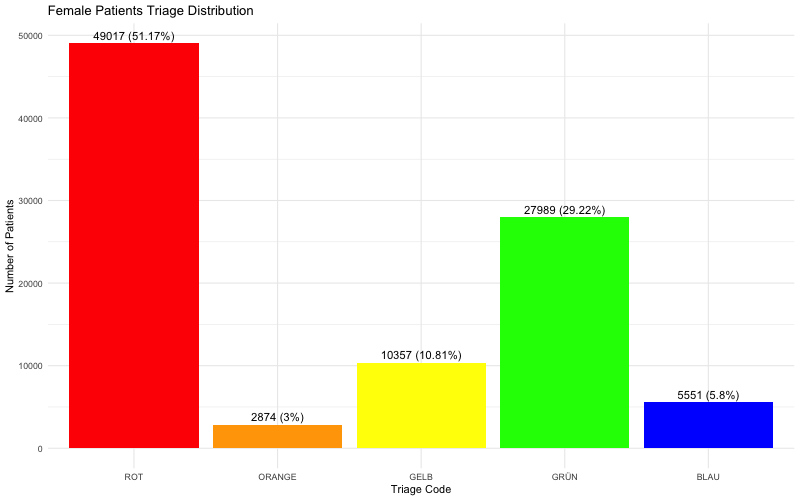 Female Patients Triage Distribution
Number of Patients
50000
40000
30000
20000
10000
0
49017 (51.17%)
2874 (3%)
10357 (10.81%)
27989 (29.22%)
5551 (5.8%)
ROT
ORANGE
GELB
GRÜN
BLAU
Triage Code